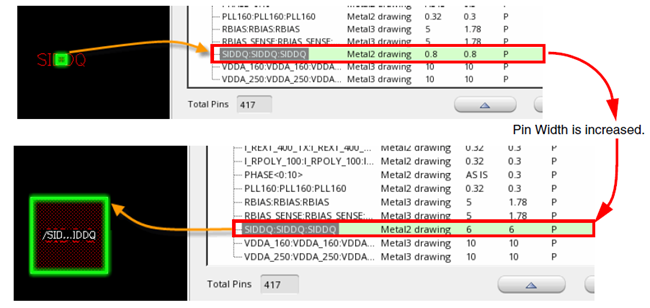 PLL160:PLL160:PLL160 Metal2 drawing 0.32 0.3 P
RBIAS:RBIAS:RBIAS Metal3 drawing 5 1.78 P
RBIAS_SENSE:RBIAS_SENSE:... Metal3 drawing 5 1.78 P
SIDDQ:SIDDQ:SIDDQ Metal2 drawing 0.8 0.8 P
VDDA_160:VDDA_160:VDDA... Metal3 drawing 10 10 P
VDDA_250:VDDA_250:VDDA... Metal3 drawing 10 10 P
Total Pins 417
Pin Width is increased.
I_REXT_400_TX:I_REXT_400_... Metal2 drawing 0.32 0.3 P
I_RPOLY_100:I_RPOLY_100:I... Metal2 drawing 0.32 0.3 P
PHASE<0:10> Metal2 drawing AS IS 0.3 P
PLL160:PLL160:PLL160 Metal2 drawing 0.32 0.3 P
RBIAS:RBIAS:RBIAS Metal3 drawing 5 1.78 P
RBIAS_SENSE:RBIAS_SENSE:... Metal3 drawing 5 1.78 P
SIDDQ:SIDDQ:SIDDQ Metal2 drawing 6 6 P
VDDA_160:VDDA_160:VDDA... Metal3 drawing 10 10 P
VDDA_250:VDDA_250:VDDA... Metal3 drawing 10 10 P
/SID...IDDQ
Total Pins 417